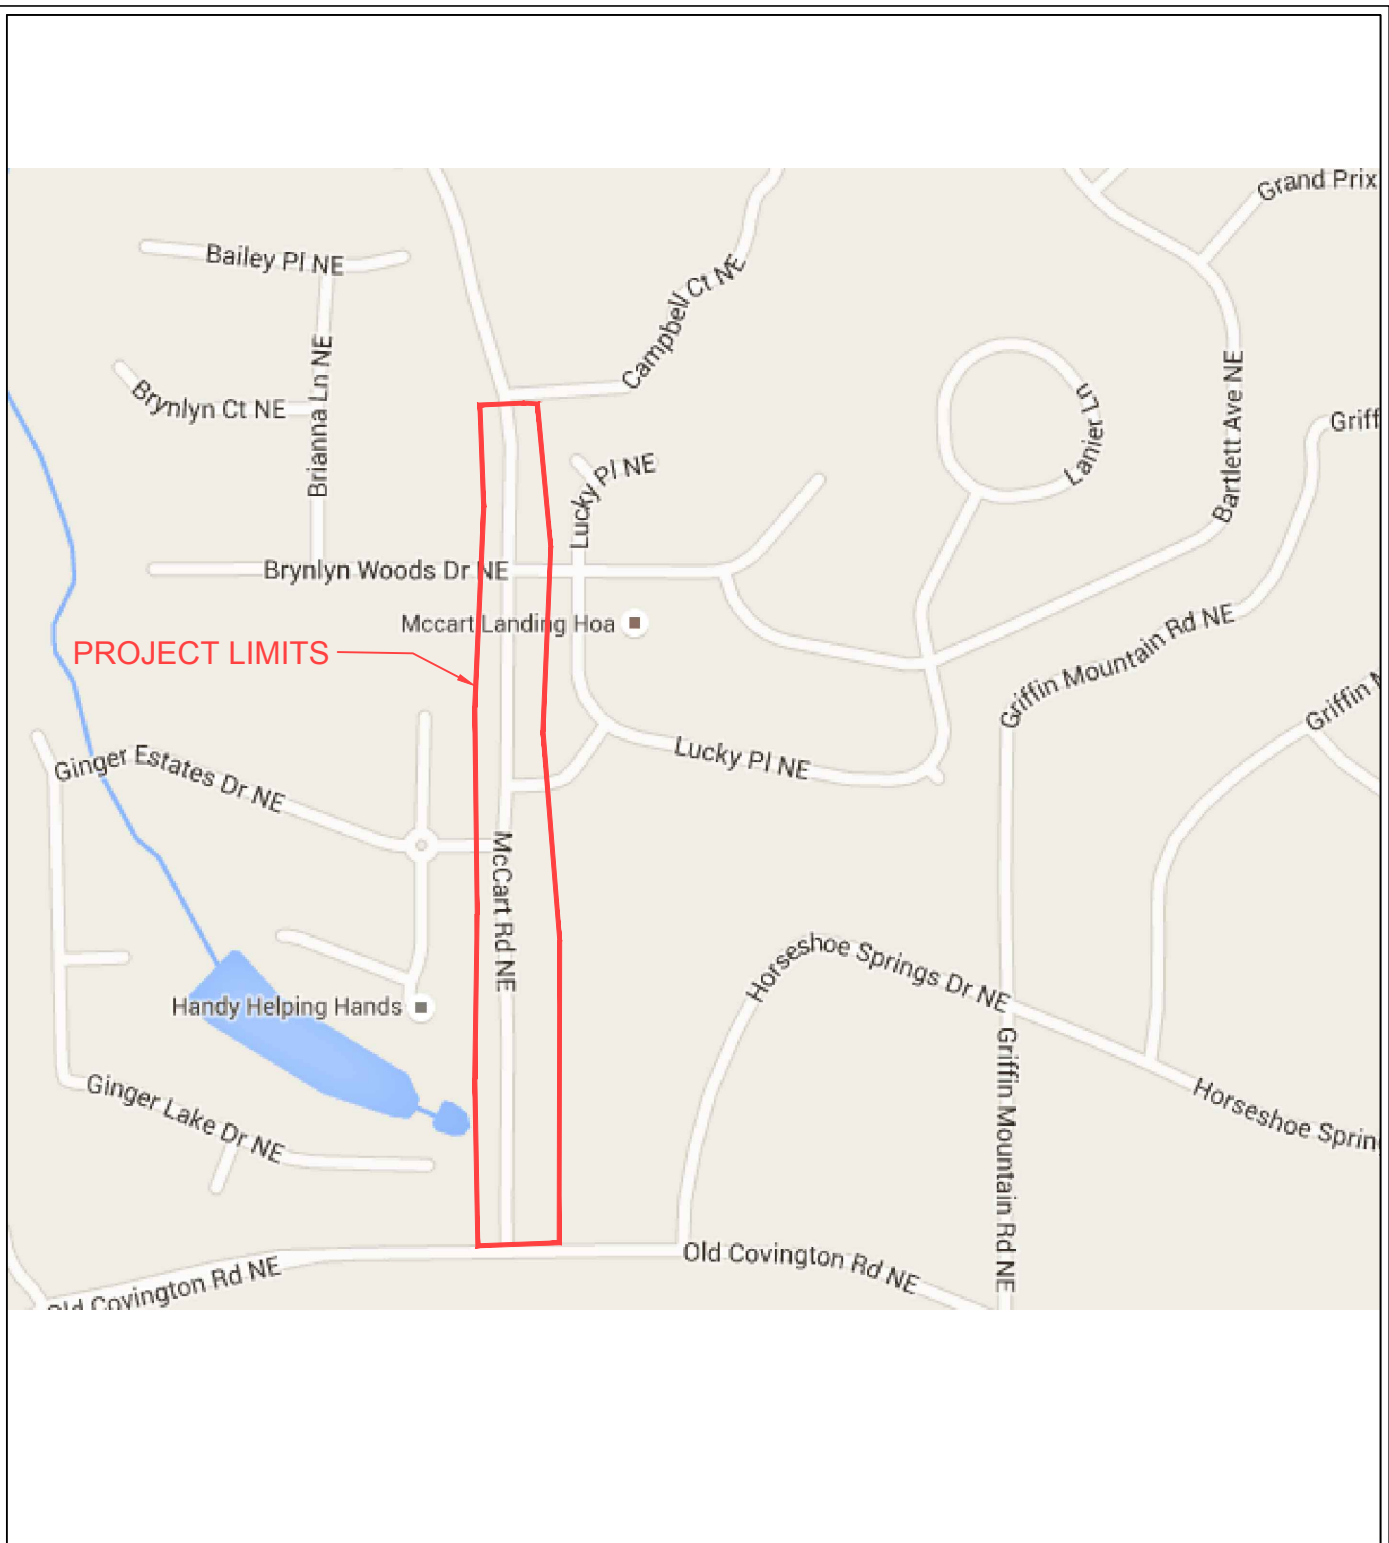 Grand Prix
Bailey Pl NE
Campbell Ct NE
Brianna Ln NE
Brynlyn Ct NE
Bartlett Ave NE
Lanier Ln
Griff
Lucky Pl NE
Brynlyn Woods Dr NE
Mccart Landing Hoa
PROJECT LIMITS
Griffin Mountain Rd NE
Griffin M
Lucky Pl NE
Ginger Estates Dr NE
McCart Rd NE
Horseshoe Springs Dr NE
Handy Helping Hands
Griffin Mountain Rd NE
Ginger Lake Dr NE
Horseshoe Spring
Old Covington Rd NE
Old Covington Rd NE